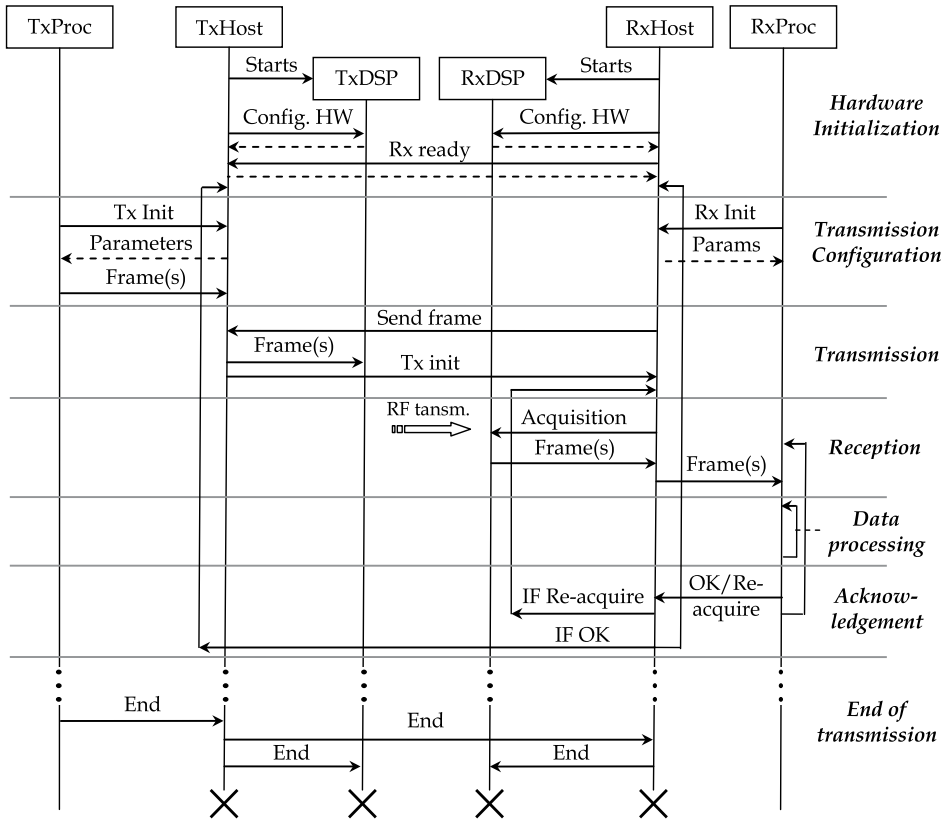 TxProc
TxHost
RxHost
RxProc
Starts
TxDSP
RxDSP
Starts
Hardware
Initialization
Config. HW
Config. HW
Rx ready
Tx Init
Rx Init
Transmission
Configuration
Parameters
Params
Frame(s)
Send frame
Frame(s)
Tx init
Transmission
RF tansm.
Acquisition
Frame(s)
Frame(s)
Reception
Data
processing
OK/Re-
acquire
IF Re-acquire
Acknow-
ledgement
IF OK
End
End
End
End
End of
transmission